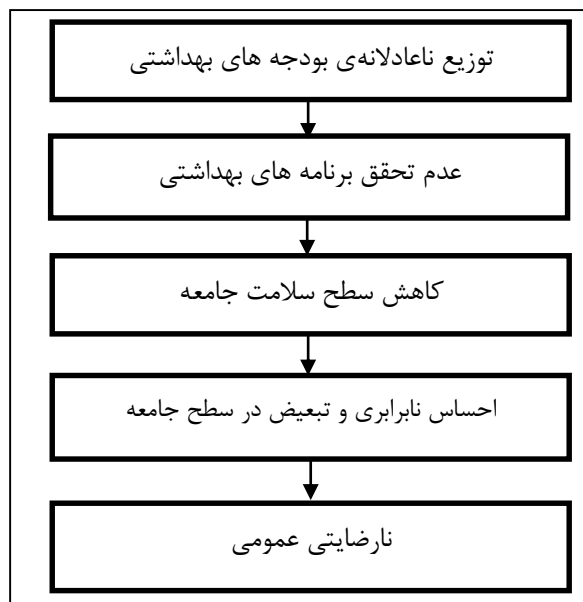 توزیع ناعادلانه‌ی بودجه های بهداشتی
عدم تحقق برنامه های بهداشتی
کاهش سطح سلامت جامعه
احساس نابرابری و تبعیض در سطح جامعه
نارضایتی عمومی